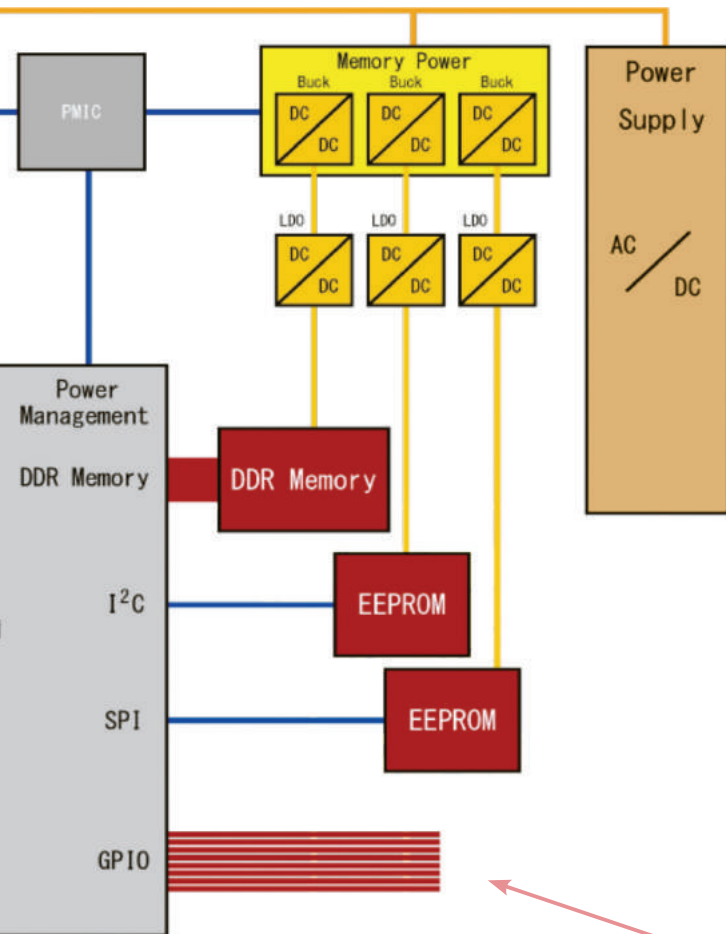 Memory Power
Buck Buck Buck
DC DC DC
DC DC DC
PMIC
Power
Supply
LDO LDO LDO
DC DC DC
DC DC DC
AC
DC
Power
Management
DDR Memory
DDR Memory
I²C
EEPROM
SPI
EEPROM
GPIO